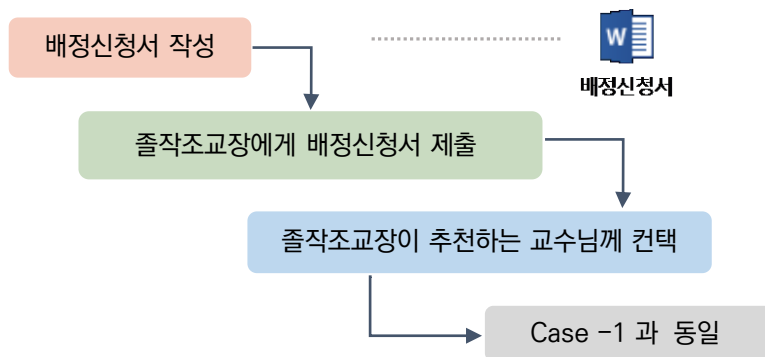 배정신청서 작성
W
배정신청서
졸작조교장에게 배정신청서 제출
졸작조교장이 추천하는 교수님께 컨택
Case -1 과 동일